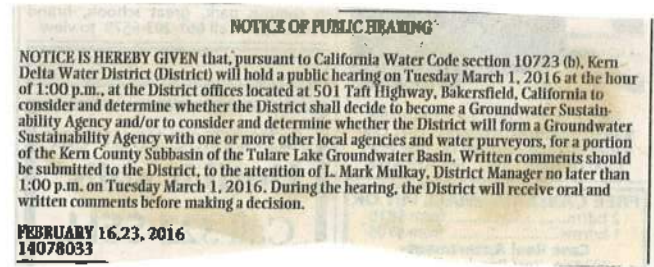 NOTICE OF PUBLIC HEARING
NOTICE IS HEREBY GIVEN that, pursuant to California Water Code section 10723 (b), Kern
Delta Water District (District) will hold a public hearing on Tuesday March 1, 2016 at the hour
of 1:00 p.m., at the District offices located at 501 Taft Highway, Bakersfield, California to
consider and determine whether the District shall decide to become a Groundwater Sustain-
ability Agency and/or to consider and determine whether the District will form a Groundwater
Sustainability Agency with one or more other local agencies and water purveyors, for a portion
of the Kern County Subbasin of the Tulare Lake Groundwater Basin. Written comments should
be submitted to the District, to the attention of L. Mark Mulkay, District Manager no later than
1:00 p.m. on Tuesday March 1, 2016. During the hearing, the District will receive oral and
written comments before making a decision.
FEBRUARY 16,23, 2016
14078033